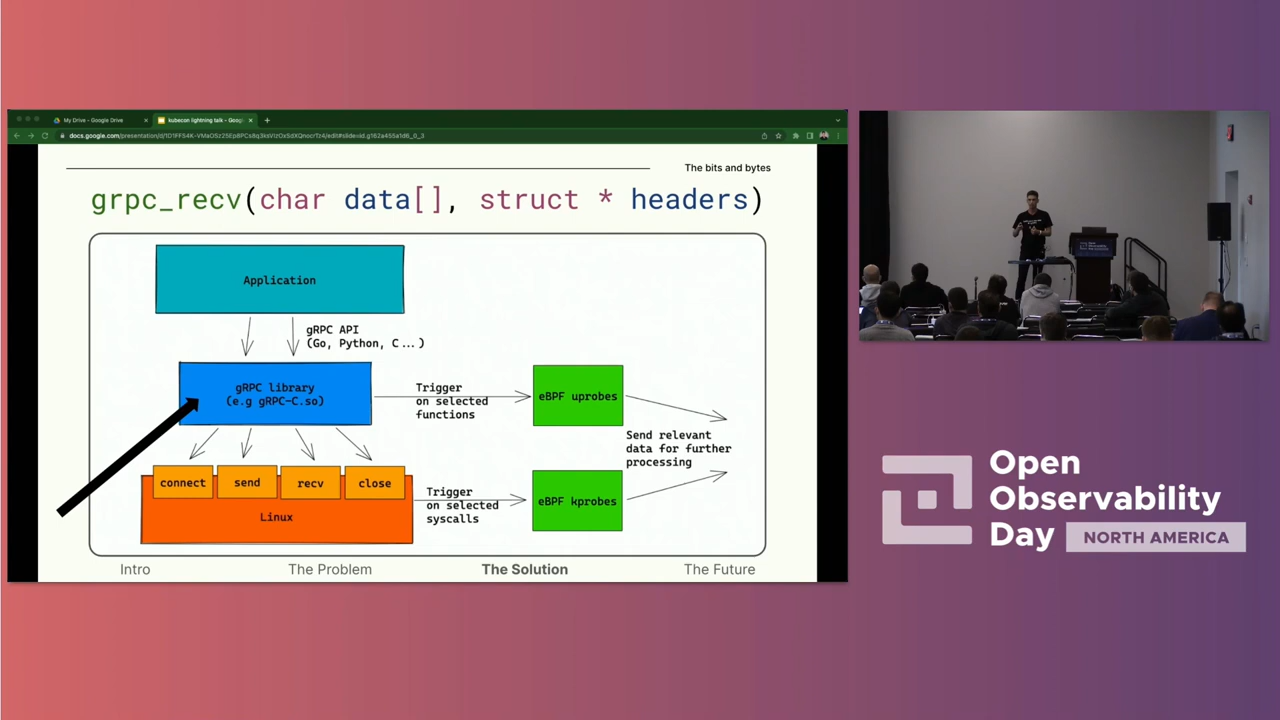 My Drive - Google Drive
kubecon lightning talk - Goog
The bits and bytes
grpc_recv(char data[], struct * headers)
Application
gRPC API
(Go, Python, C...)
gRPC library
(e.g gRPC-C.so)
Trigger
on selected
functions
eBPF uprobes
Send relevant
data for further
processing
connect
send
recv
close
Linux
Trigger
on selected
syscalls
eBPF kprobes
Intro
The Problem
The Solution
The Future
Open
Observability
Day
NORTH AMERICA